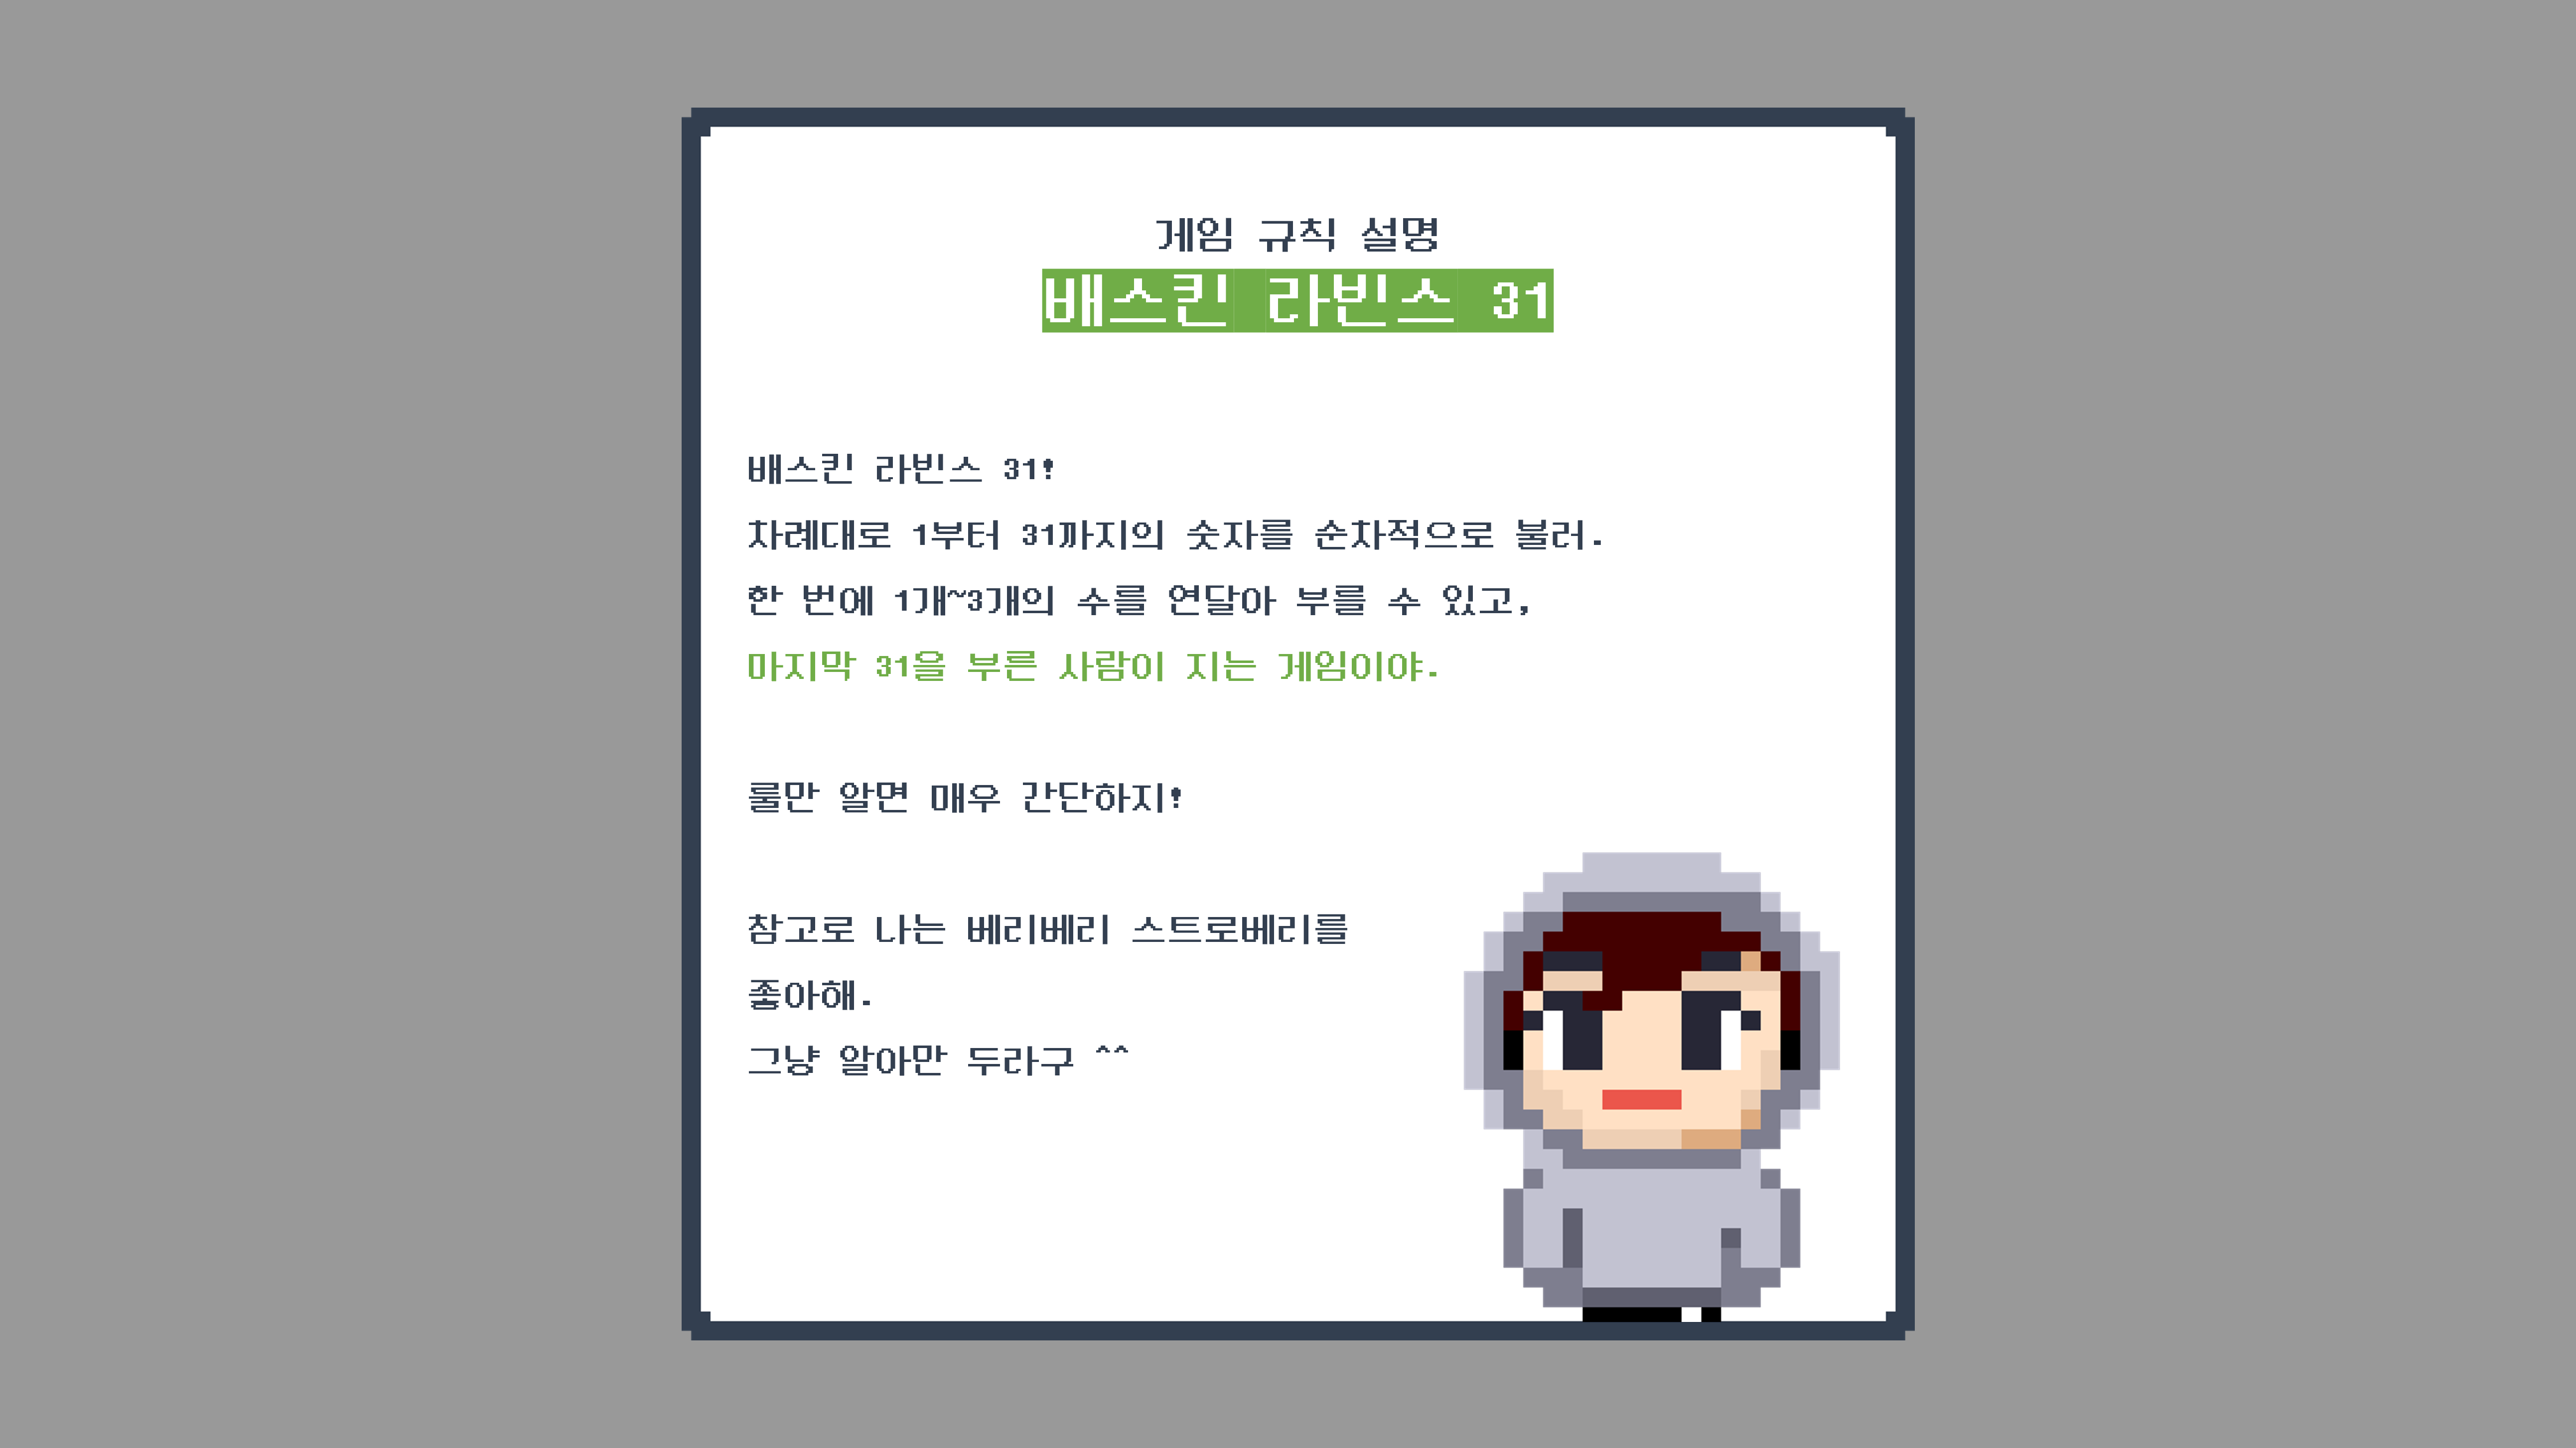 게임 규칙 설명
배스킨 라빈스 31
배스킨 라빈스 31!
차례대로 1부터 31까지의 숫자를 순차적으로 불러.
한 번에 1개~3개의 수를 연달아 부를 수 있고,
마지막 31을 부른 사람이 지는 게임이야.
룰만 알면 매우 간단하지!
참고로 나는 베리베리 스트로베리를
좋아해.
그냥 알아만 두라구 ^^